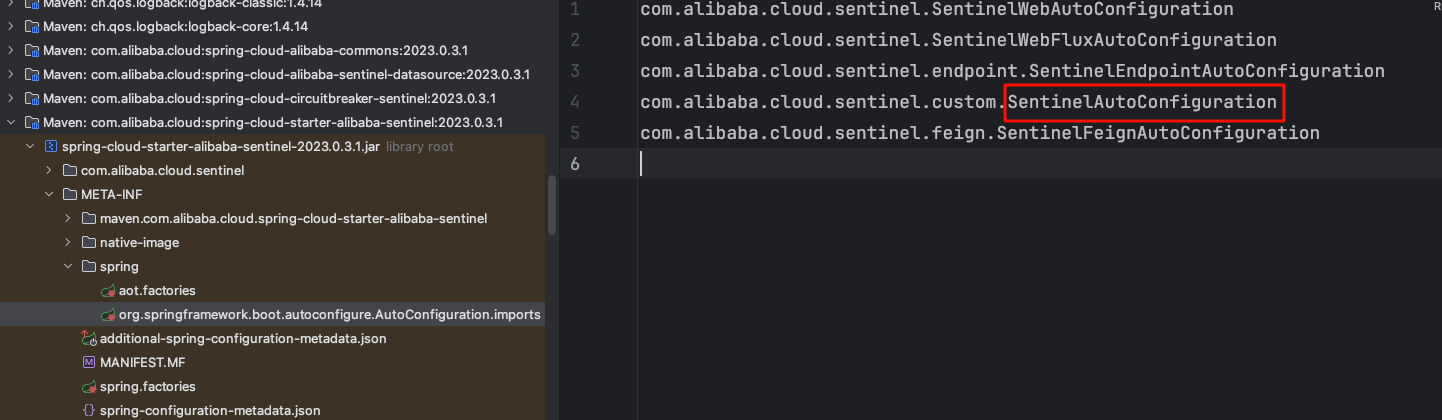 Maven: ch.qos.logback:logback-classic:1.4.14
Maven: ch.qos.logback:logback-core:1.4.14
Maven: com.alibaba.cloud:spring-cloud-alibaba-commons:2023.0.3.1
Maven: com.alibaba.cloud:spring-cloud-alibaba-sentinel-datasource:2023.0.3.1
Maven: com.alibaba.cloud:spring-cloud-circuitbreaker-sentinel:2023.0.3.1
Maven: com.alibaba.cloud:spring-cloud-starter-alibaba-sentinel:2023.0.3.1
spring-cloud-starter-alibaba-sentinel-2023.0.3.1.jar library root
com.alibaba.cloud.sentinel
META-INF
maven.com.alibaba.cloud.spring-cloud-starter-alibaba-sentinel
native-image
spring
aot.factories
org.springframework.boot.autoconfigure.AutoConfiguration.imports
additional-spring-configuration-metadata.json
MANIFEST.MF
spring.factories
spring-configuration-metadata.json
1 com.alibaba.cloud.sentinel.SentinelWebAutoConfiguration
2 com.alibaba.cloud.sentinel.SentinelWebFluxAutoConfiguration
3 com.alibaba.cloud.sentinel.endpoint.SentinelEndpointAutoConfiguration
4 com.alibaba.cloud.sentinel.custom.SentinelAutoConfiguration
5 com.alibaba.cloud.sentinel.feign.SentinelFeignAutoConfiguration
6